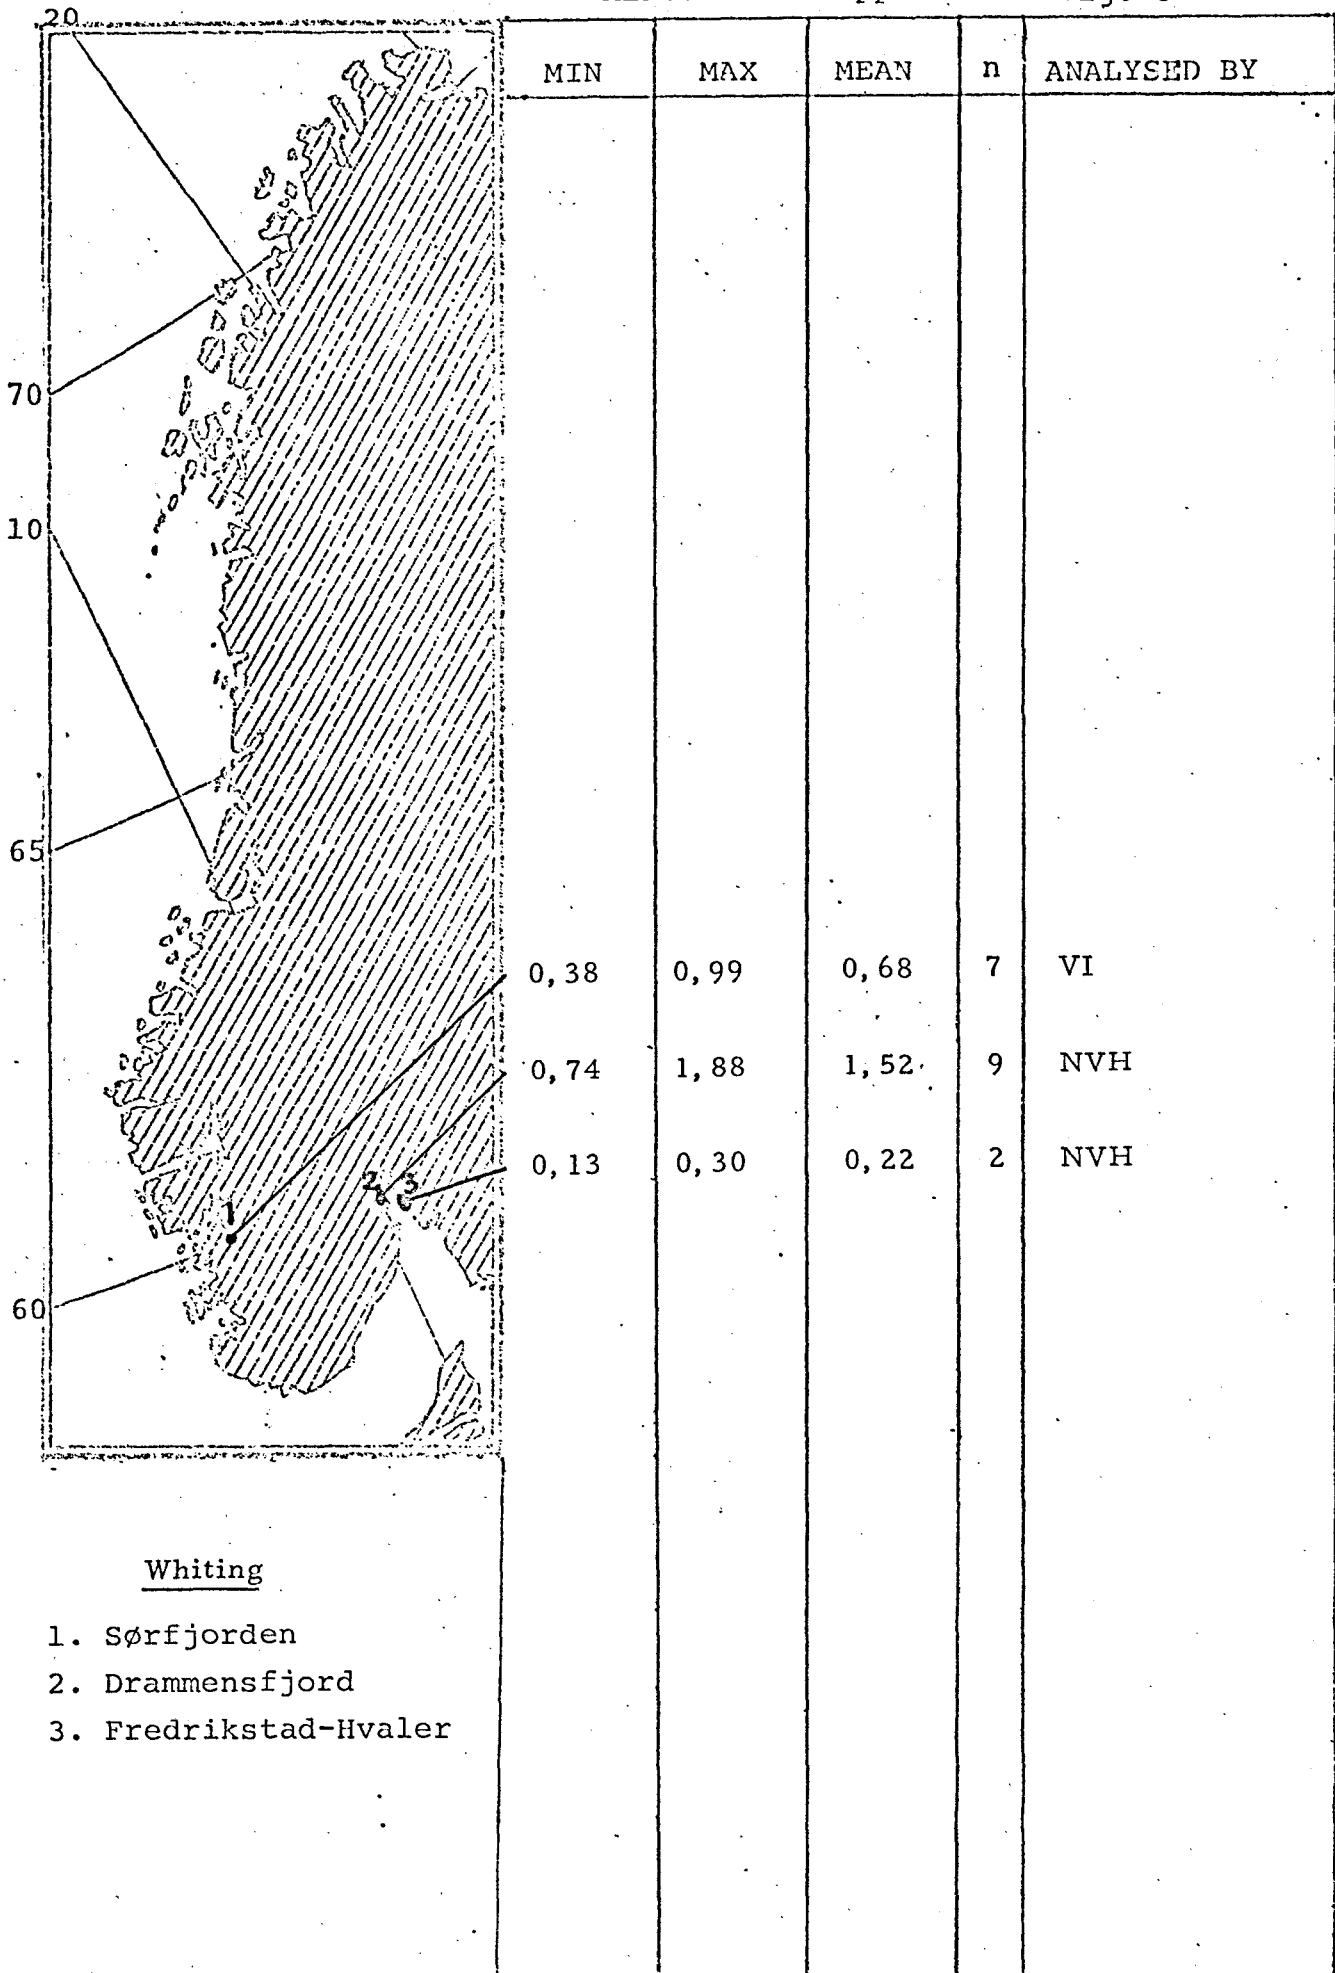 20
MIN MAX MEAN n ANALYSED BY
70
10
65
0,38 0,99 0,68 7 VI
0,74 1,88 1,52 9 NVH
0,13 0,30 0,22 2 NVH
2 3
1
60
Whiting
1. Sørfjorden
2. Drammensfjord
3. Fredrikstad-Hvaler